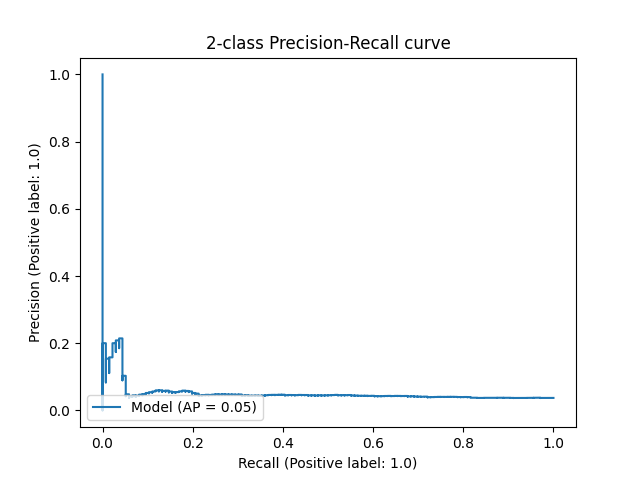 2-class Precision-Recall curve
Precision (Positive label: 1.0)
1.0
0.8
0.6
0.4
0.2
0.0
Model (AP = 0.05)
0.0 0.2 0.4 0.6 0.8 1.0
Recall (Positive label: 1.0)